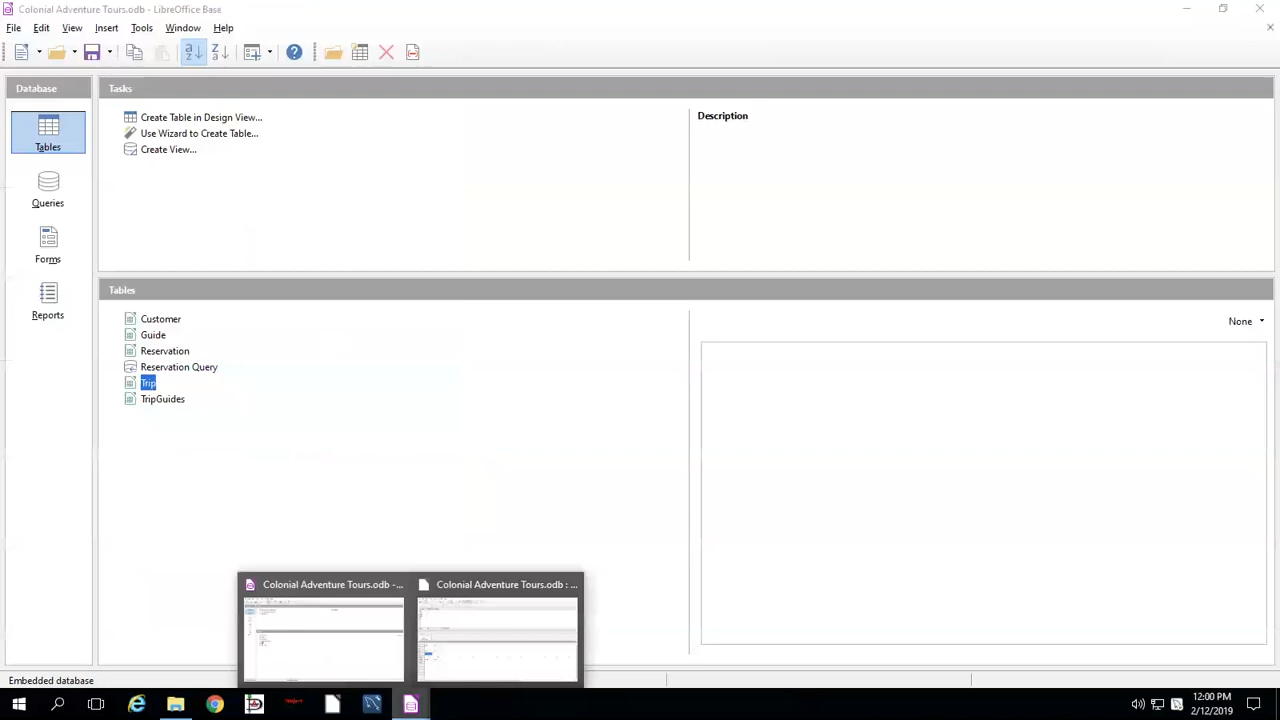 Colonial Adventure Tours.odb - LibreOffice Base
File Edit View Insert Tools Window Help
Database
Tasks
Tables
Create Table in Design View...
Use Wizard to Create Table...
Create View...
Description
Queries
Forms
Reports
Tables
Customer
Guide
Reservation
Reservation Query
Trip
TripGuides
None
Colonial Adventure Tours.odb -...
Colonial Adventure Tours.odb : ...
Embedded database
12:00 PM
2/12/2019